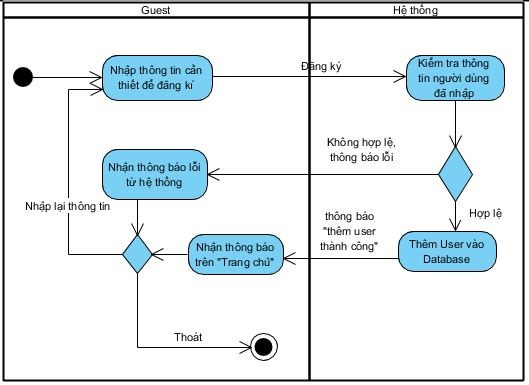 Guest
Hệ thống
Nhập thông tin cần
thiết để đăng kí
Đăng ký
Kiểm tra thông
tin người dùng
đã nhập
Không hợp lệ,
thông báo lỗi
Nhận thông báo lỗi
từ hệ thống
Nhập lại thông tin
Hợp lệ
thông báo
"thêm user
thành công"
Nhận thông báo
trên "Trang chủ"
Thêm User vào
Database
Thoát